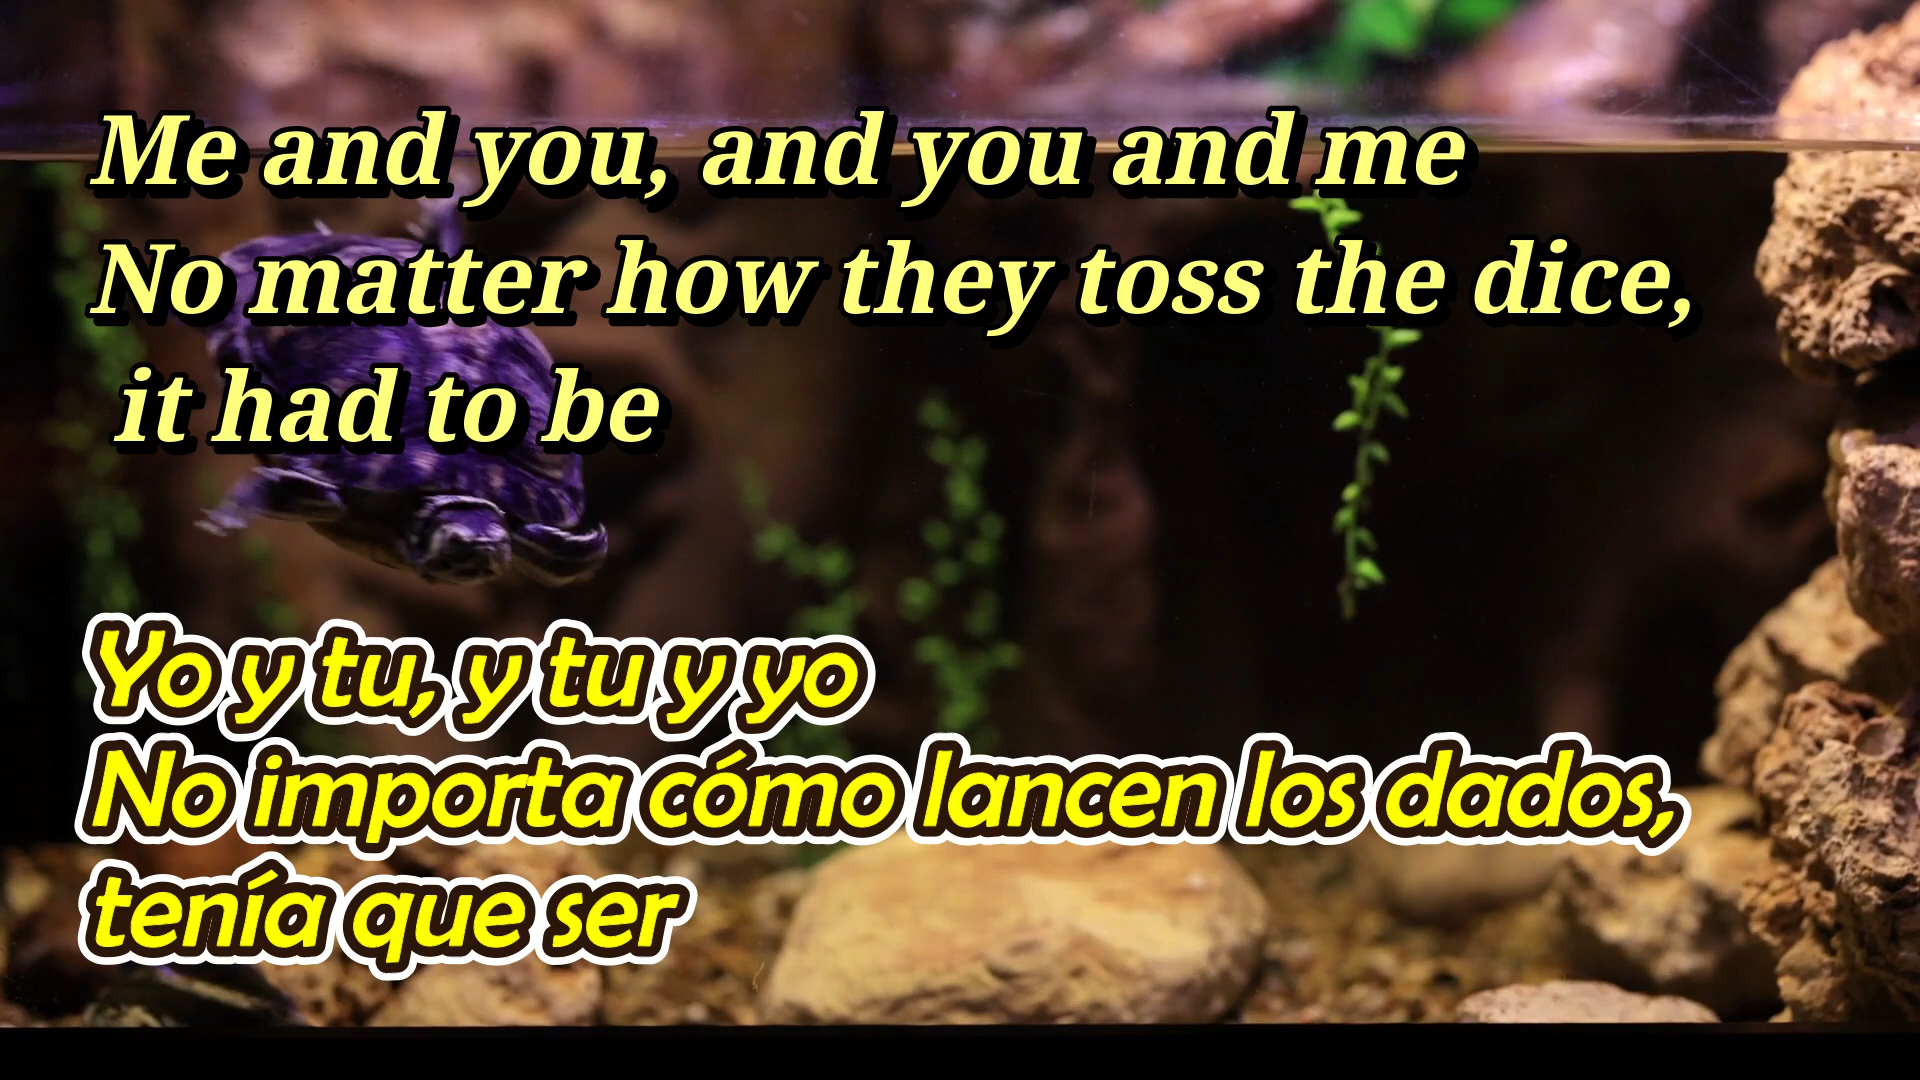 Me and you, and you and me
No matter how they toss the dice,
it had to be
Yo y tu, y tu y yo
No importa cómo lancen los dados,
tenía que ser